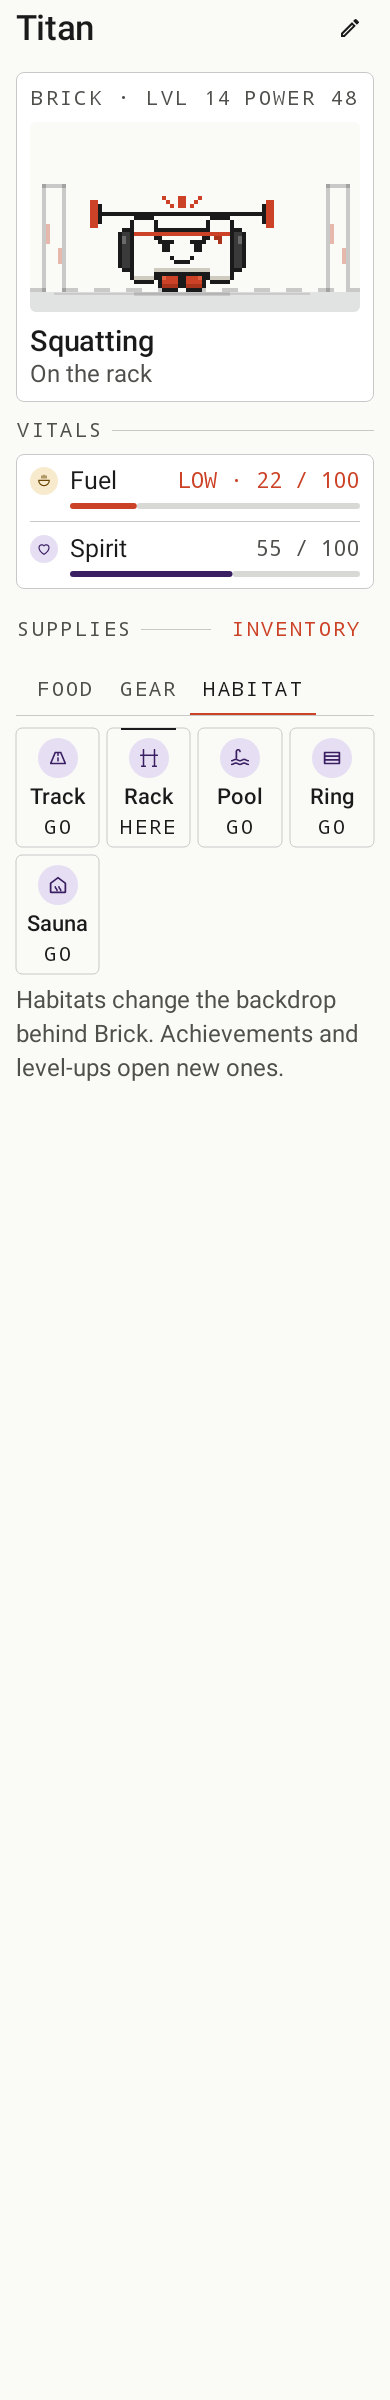 Titan
BRICK · LVL 14 POWER 48
Squatting
On the rack
VITALS
Fuel LOW · 22 / 100
Spirit 55 / 100
SUPPLIES INVENTORY
FOOD GEAR HABITAT
Track Rack Pool Ring
GO HERE GO GO
Sauna
GO
Habitats change the backdrop
behind Brick. Achievements and
level-ups open new ones.